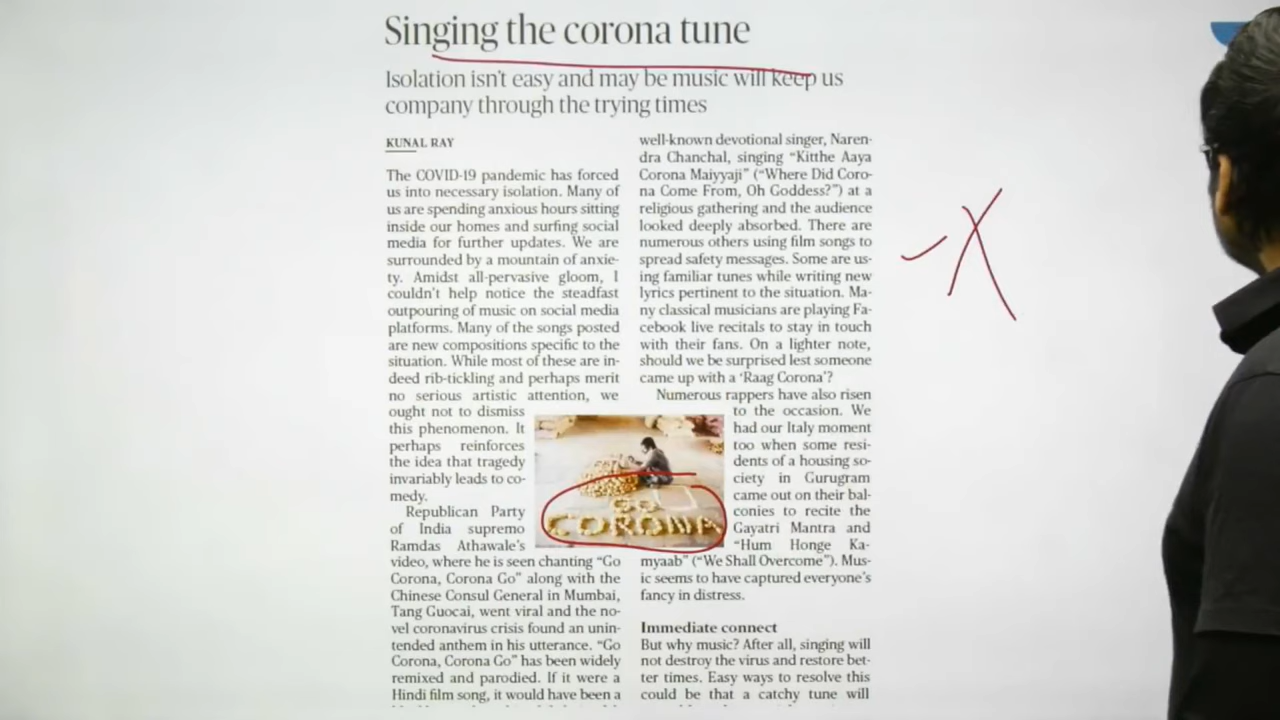 Singing the corona tune
Isolation isn't easy and may be music will keep us
company through the trying times
KUNAL RAY
The COVID-19 pandemic has forced
us into necessary isolation. Many of
us are spending anxious hours sitting
inside our homes and surfing social
media for further updates. We are
surrounded by a mountain of anxie-
ty. Amidst all-pervasive gloom, I
couldn't help notice the steadfast
outpouring of music on social media
platforms. Many of the songs posted
are new compositions specific to the
situation. While most of these are in-
deed rib-tickling and perhaps merit
no serious artistic attention, we
ought not to dismiss
this phenomenon. It
perhaps reinforces
the idea that tragedy
invariably leads to co-
medy.
Republican Party
of India supremo
Ramdas Athawale's
video, where he is seen chanting "Go
Corona, Corona Go" along with the
Chinese Consul General in Mumbai,
Tang Guocai, went viral and the no-
vel coronavirus crisis found an unin-
tended anthem in his utterance. "Go
Corona, Corona Go" has been widely
remixed and parodied. If it were a
Hindi film song, it would have been a
GO
CORONA
well-known devotional singer, Naren-
dra Chanchal, singing "Kitthe Aaya
Corona Maiyyaji" ("Where Did Coro-
na Come From, Oh Goddess?") at a
religious gathering and the audience
looked deeply absorbed. There are
numerous others using film songs to
spread safety messages. Some are us-
ing familiar tunes while writing new
lyrics pertinent to the situation. Ma-
ny classical musicians are playing Fa-
cebook live recitals to stay in touch
with their fans. On a lighter note,
should we be surprised lest someone
came up with a 'Raag Corona'?
Numerous rappers have also risen
to the occasion. We
had our Italy moment
too when some resi-
dents of a housing so-
ciety in Gurugram
came out on their bal-
conies to recite the
Gayatri Mantra and
"Hum Honge Ka-
myaab" ("We Shall Overcome"). Mus-
ic seems to have captured everyone's
fancy in distress.
Immediate connect
But why music? After all, singing will
not destroy the virus and restore bet-
ter times. Easy ways to resolve this
could be that a catchy tune will